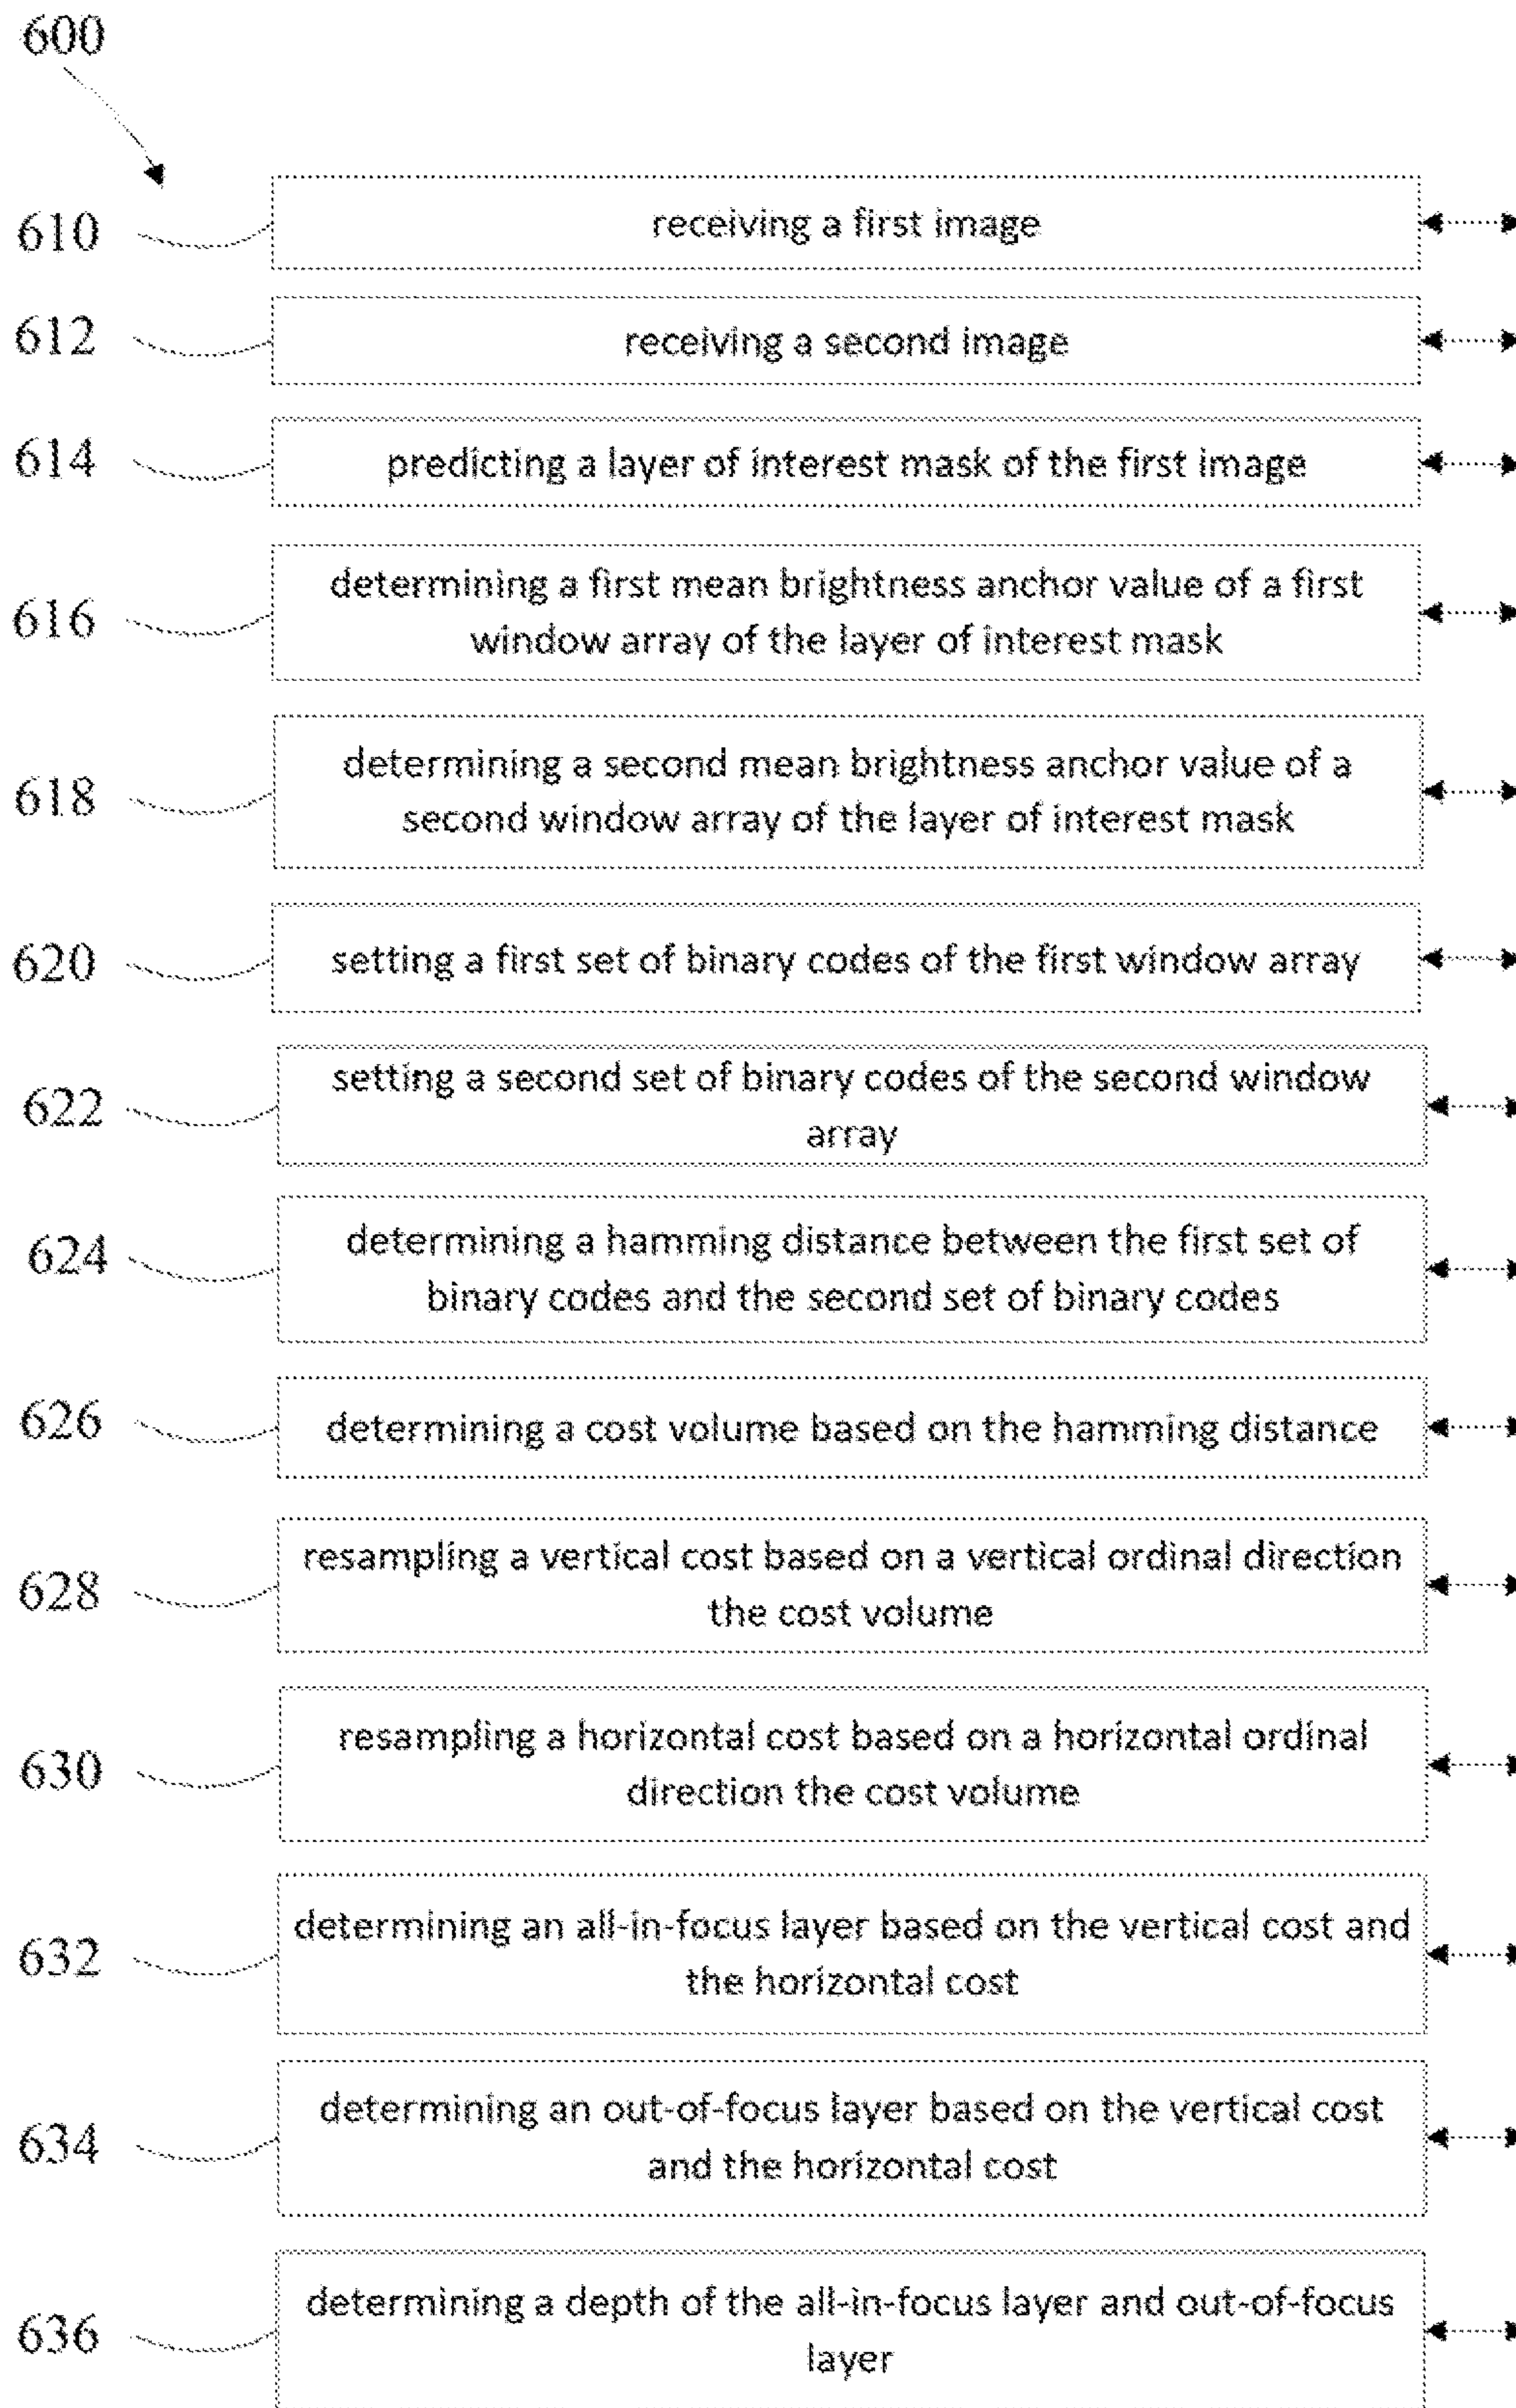 600
610
receiving a first image
612
receiving a second image
614
predicting a layer of interest mask of the first image
616
determining a first mean brightness anchor value of a first
window array of the layer of interest mask
618
determining a second mean brightness anchor value of a
second window array of the layer of interest mask
620
setting a first set of binary codes of the first window array
622
setting a second set of binary codes of the second window
array
624
determining a hamming distance between the first set of
binary codes and the second set of binary codes
626
determining a cost volume based on the hamming distance
628
resampling a vertical cost based on a vertical ordinal direction
the cost volume
630
resampling a horizontal cost based on a horizontal ordinal
direction the cost volume
632
determining an all-in-focus layer based on the vertical cost and
the horizontal cost
634
determining an out-of-focus layer based on the vertical cost
and the horizontal cost
636
determining a depth of the all-in-focus layer and out-of-focus
layer